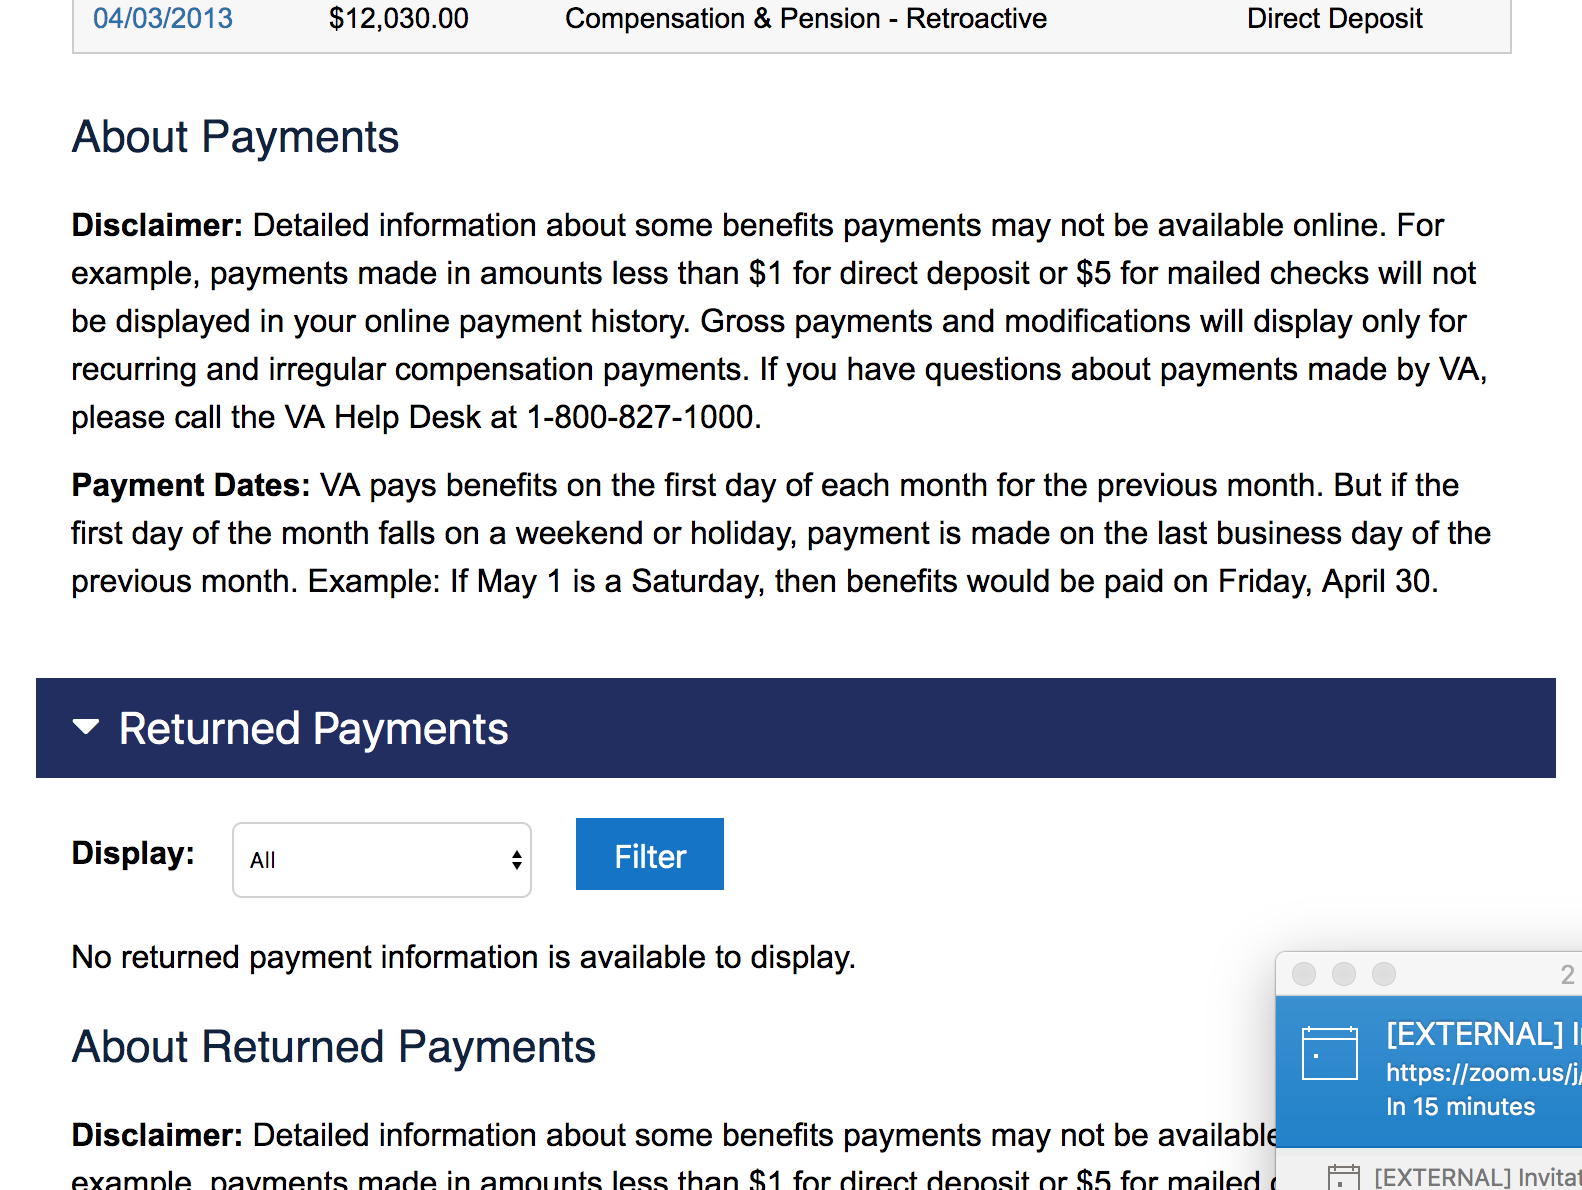 04/03/2013 $12,030.00 Compensation & Pension - Retroactive Direct Deposit
About Payments
Disclaimer: Detailed information about some benefits payments may not be available online. For
example, payments made in amounts less than $1 for direct deposit or $5 for mailed checks will not
be displayed in your online payment history. Gross payments and modifications will display only for
recurring and irregular compensation payments. If you have questions about payments made by VA,
please call the VA Help Desk at 1-800-827-1000.
Payment Dates: VA pays benefits on the first day of each month for the previous month. But if the
first day of the month falls on a weekend or holiday, payment is made on the last business day of the
previous month. Example: If May 1 is a Saturday, then benefits would be paid on Friday, April 30.
Returned Payments
Display: All Filter
No returned payment information is available to display.
About Returned Payments
Disclaimer: Detailed information about some benefits payments may not be available
example, payments made in amounts less than $1 for direct deposit or $5 for mailed
2
[EXTERNAL]
https://zoom.us/j/
In 15 minutes
[EXTERNAL] Invitat